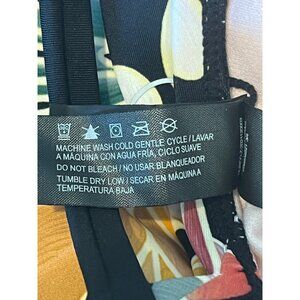 MACHINE WASH COLD GENTLE CYCLE / LAVAR
A MÁQUINA CON AGUA FRÍA, CICLO SUAVE
DO NOT BLEACH / NO USAR BLANQUEADOR
TUMBLE DRY LOW / SECAR EN MÁQUINA A
TEMPERATURA BAJA